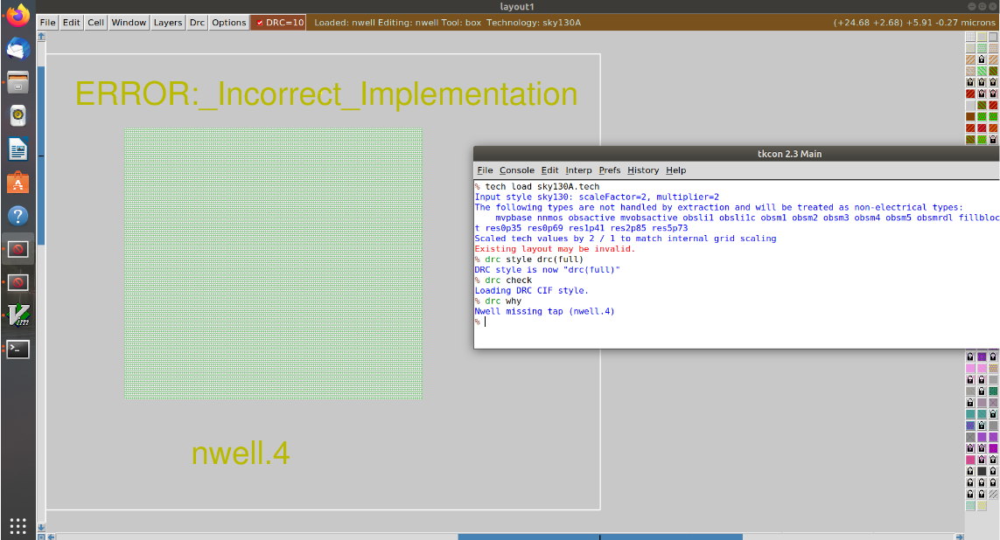 layout1
File Edit Cell Window Layers Drc Options DRC=10 Loaded: nwell Editing: nwell Tool: box Technology: sky130A (+24.68 +2.68) +5.91 -0.27 microns
ERROR:_Incorrect_Implementation
nwell.4
tkcon 2.3 Main
File Console Edit Interp Prefs History Help
% tech load sky130A.tech
Input style sky130: scaleFactor=2, multiplier=2
The following types are not handled by extraction and will be treated as non-electrical types:
mvpbase nnmos obsactive mvobsactive obsli1 obsli1c obsm1 obsm2 obsm3 obsm4 obsm5 obsmrdl fillbloc
t res0p35 res0p69 res1p41 res2p85 res5p73
Scaled tech values by 2 / 1 to match internal grid scaling
Existing layout may be invalid.
% drc style drc(full)
DRC style is now "drc(full)"
% drc check
Loading DRC CIF style.
% drc why
Nwell missing tap (nwell.4)
%